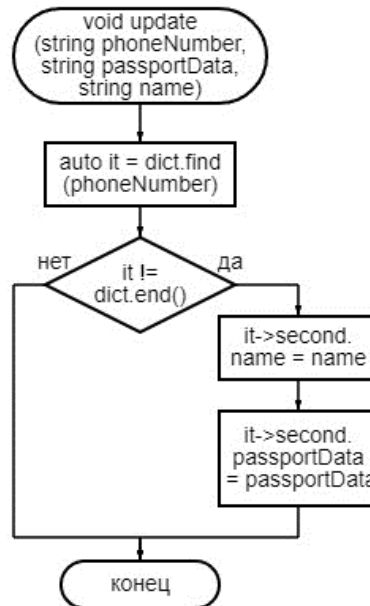 void update
(string phoneNumber,
string passportData,
string name)
auto it = dict.find
(phoneNumber)
нет
да
it !=
dict.end()
it->second.
name = name
it->second.
passportData
= passportData
конец